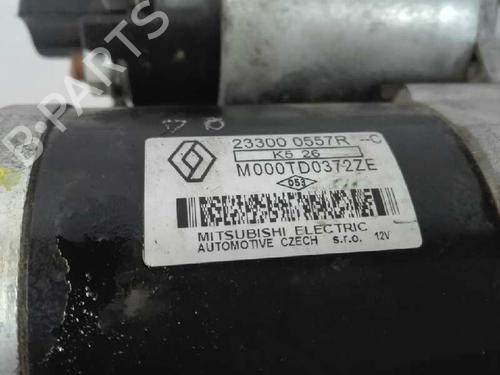 B-Parts
23300 0557R --C
K5 26
M000TD0372ZE
053
MITSUBISHI ELECTRIC
AUTOMOTIVE CZECH s.r.o. 12V